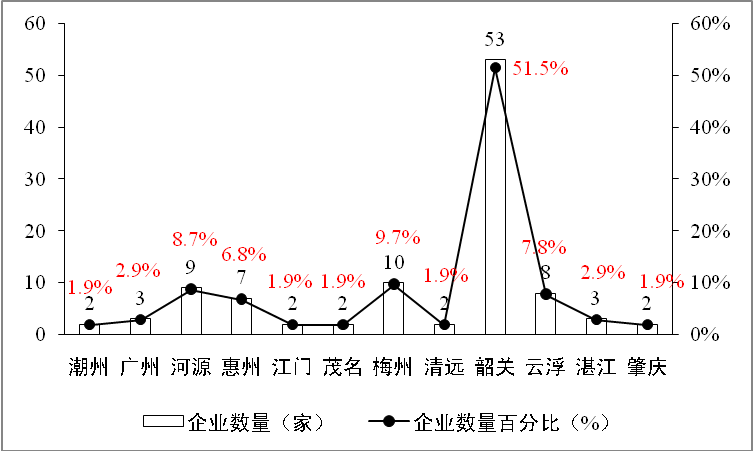 60 60%
53
50 51.5% 50%
40 40%
30 30%
20 20%
8.7% 6.8% 9.7% 7.8%
1.9% 2.9% 9 7 1.9% 1.9% 10 1.9% 8 2.9% 1.9%
10 10%
2 3 2 2 2 3 2
0 0%
潮州 广州 河源 惠州 江门 茂名 梅州 清远 韶关 云浮 湛江 肇庆
企业数量（家） 企业数量百分比（%）